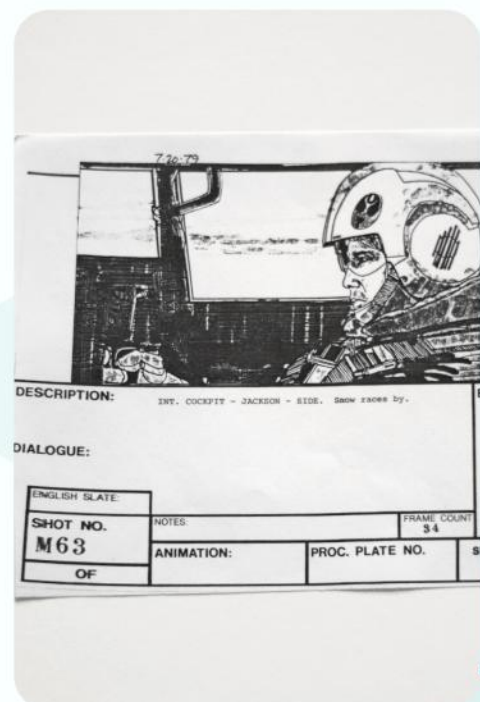 7-20-79
DESCRIPTION:
INT. COCKPIT - JACKSON - SIDE. Snow races by.
DIALOGUE:
ENGLISH SLATE:
SHOT NO.
M63
OF
NOTES:
FRAME COUNT
34
ANIMATION:
PROC. PLATE NO.